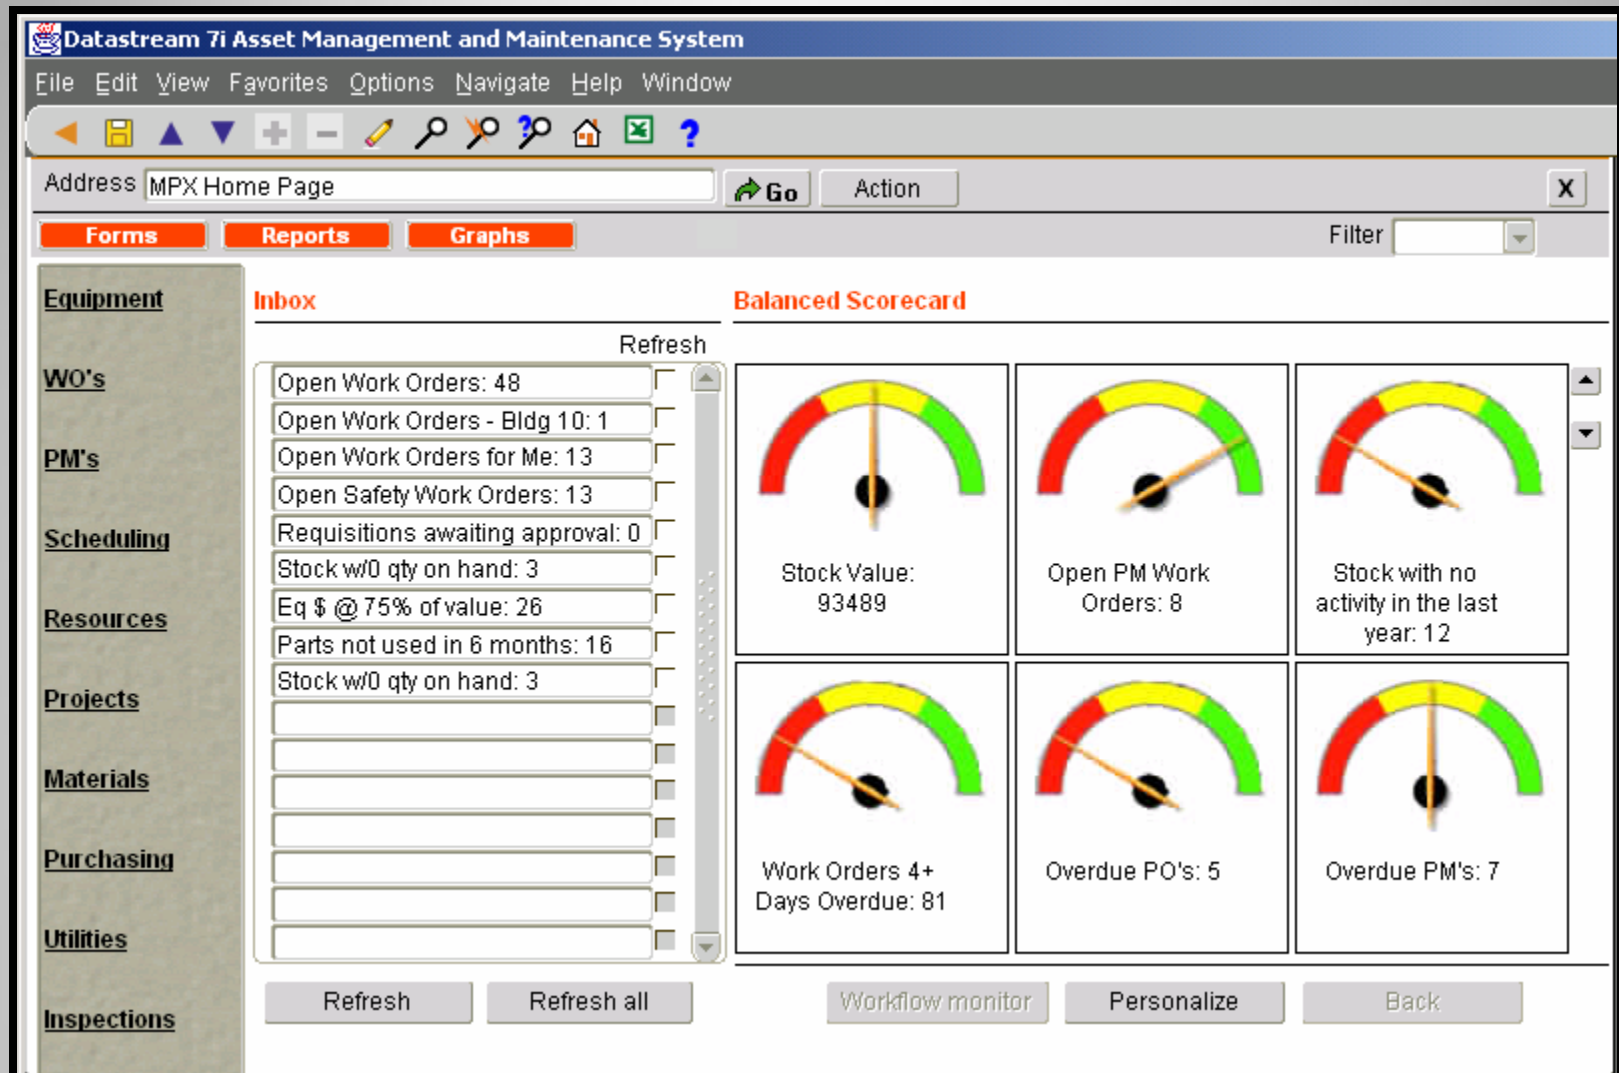 Datastream 7i Asset Management and Maintenance System
File Edit View Favorites Options Navigate Help Window
Address MPX Home Page Go Action X
Forms Reports Graphs Filter
Equipment
WO's
PM's
Scheduling
Resources
Projects
Materials
Purchasing
Utilities
Inspections
Inbox
Refresh
Open Work Orders: 48
Open Work Orders - Bldg 10: 1
Open Work Orders for Me: 13
Open Safety Work Orders: 13
Requisitions awaiting approval: 0
Stock w/0 qty on hand: 3
Eq $ @ 75% of value: 26
Parts not used in 6 months: 16
Stock w/0 qty on hand: 3
Refresh Refresh all
Balanced Scorecard
Stock Value:
93489
Open PM Work
Orders: 8
Stock with no
activity in the last
year: 12
Work Orders 4+
Days Overdue: 81
Overdue PO's: 5
Overdue PM's: 7
Workflow monitor Personalize Back